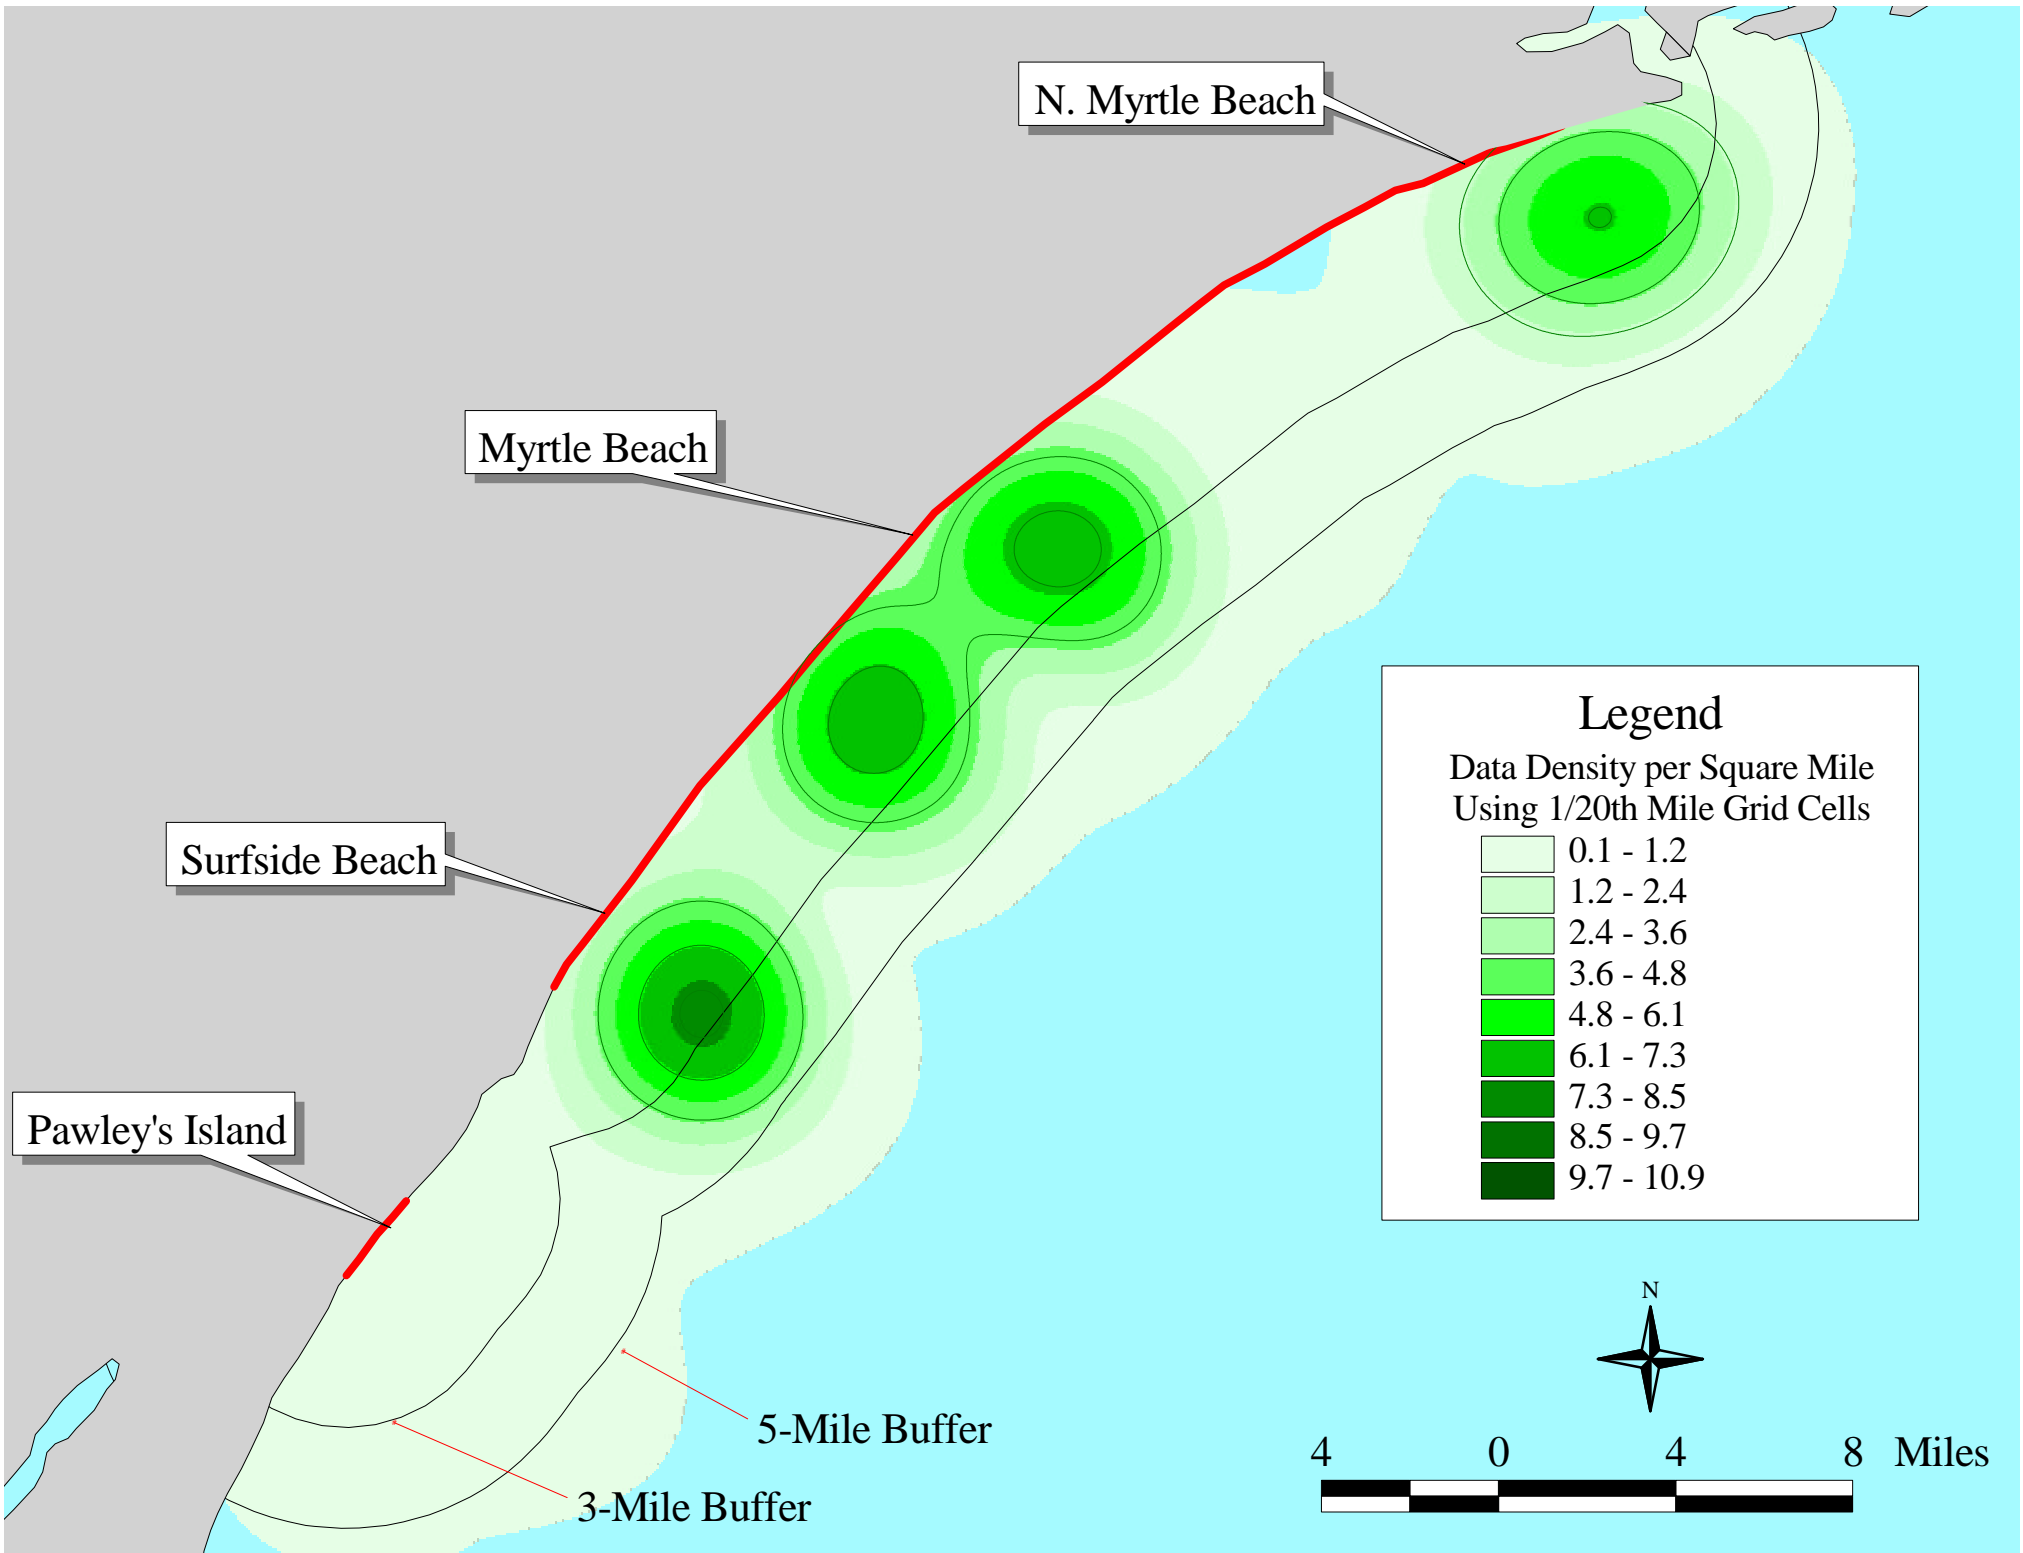 N. Myrtle Beach
Myrtle Beach
Surfside Beach
Pawley's Island
Legend
Data Density per Square Mile
Using 1/20th Mile Grid Cells
0.1 - 1.2
1.2 - 2.4
2.4 - 3.6
3.6 - 4.8
4.8 - 6.1
6.1 - 7.3
7.3 - 8.5
8.5 - 9.7
9.7 - 10.9
N
5-Mile Buffer
3-Mile Buffer
4 0 4 8 Miles